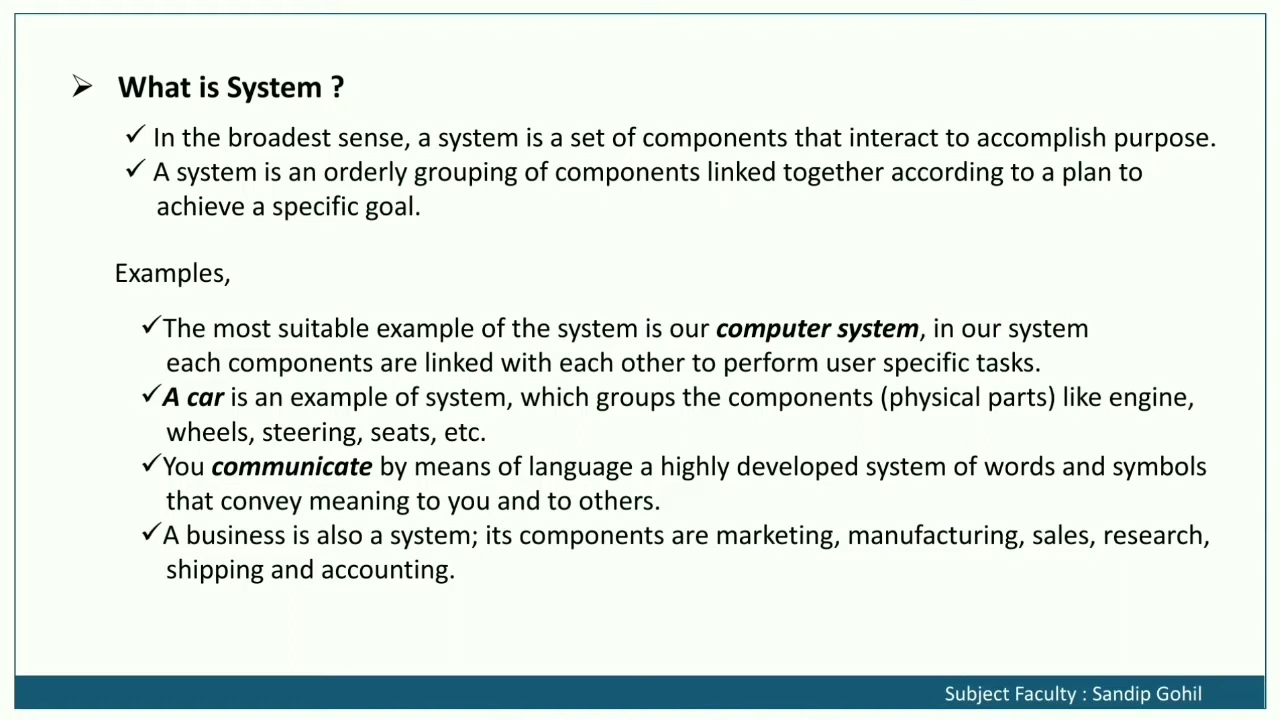 ➢ What is System ?
✓ In the broadest sense, a system is a set of components that interact to accomplish purpose.
✓ A system is an orderly grouping of components linked together according to a plan to
achieve a specific goal.
Examples,
✓The most suitable example of the system is our computer system, in our system
each components are linked with each other to perform user specific tasks.
✓A car is an example of system, which groups the components (physical parts) like engine,
wheels, steering, seats, etc.
✓You communicate by means of language a highly developed system of words and symbols
that convey meaning to you and to others.
✓A business is also a system; its components are marketing, manufacturing, sales, research,
shipping and accounting.
Subject Faculty : Sandip Gohil